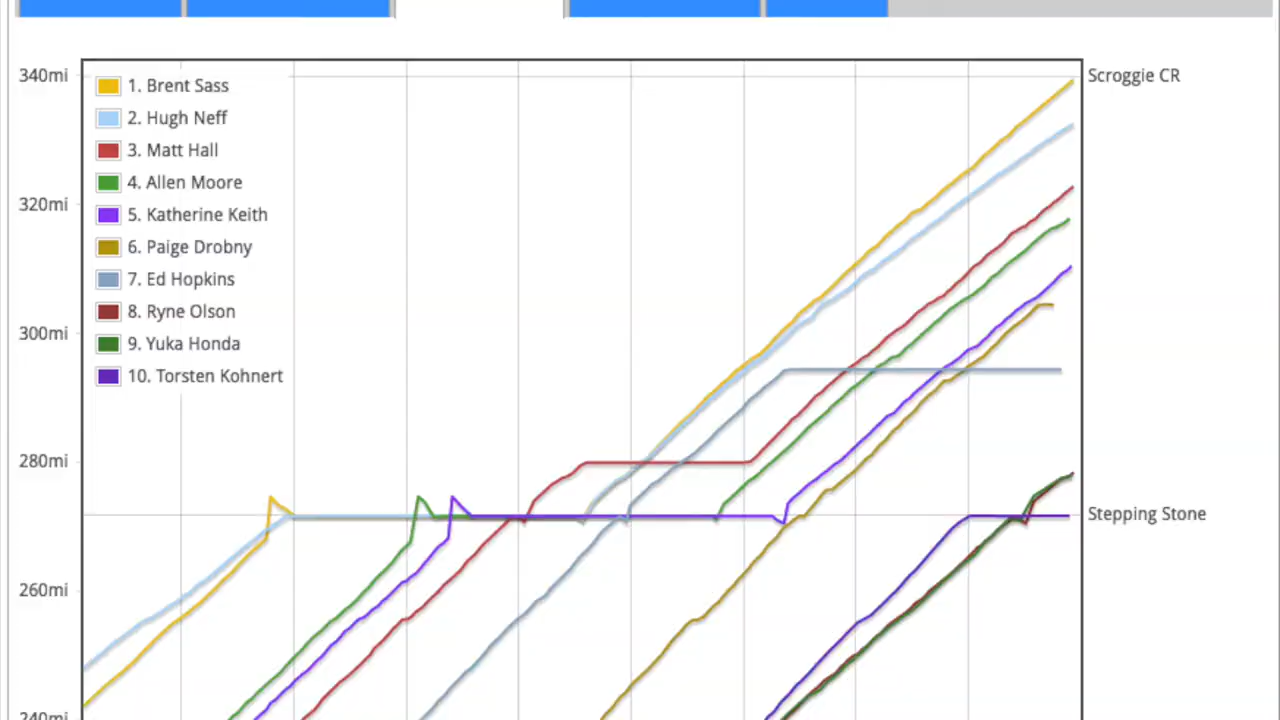 340mi
Scroggie CR
1. Brent Sass
2. Hugh Neff
3. Matt Hall
4. Allen Moore
320mi
5. Katherine Keith
6. Paige Drobny
7. Ed Hopkins
8. Ryne Olson
300mi
9. Yuka Honda
10. Torsten Kohnert
280mi
Stepping Stone
260mi
240mi